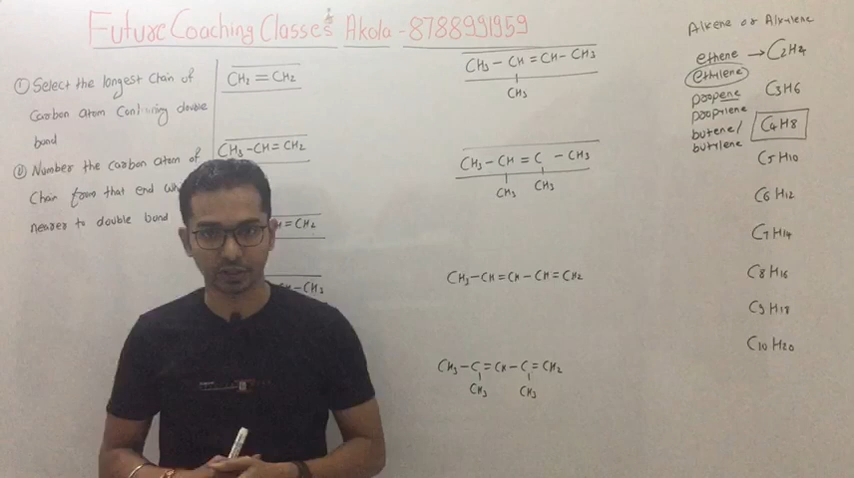 Future Coaching Classes Akola - 8788991959
① Select the longest chain of
Carbon atom Containing double
bond
② Number the carbon atom of
Chain from that end
nearer to double bond
CH2 = CH2
CH3 - CH = CH2
= CH2
- CH3
CH3 - CH = CH - CH3
CH3
CH3 - CH = C - CH3
CH3 CH3
CH3 - CH = CH - CH = CH2
CH3 - C = CH - C = CH2
CH3 CH3
Alkene or Alkylene
ethene → C2H4
ethylene
propene C3H6
propylene
butene/ C4H8
butylene
C5H10
C6H12
C7H14
C8H16
C9H18
C10H20